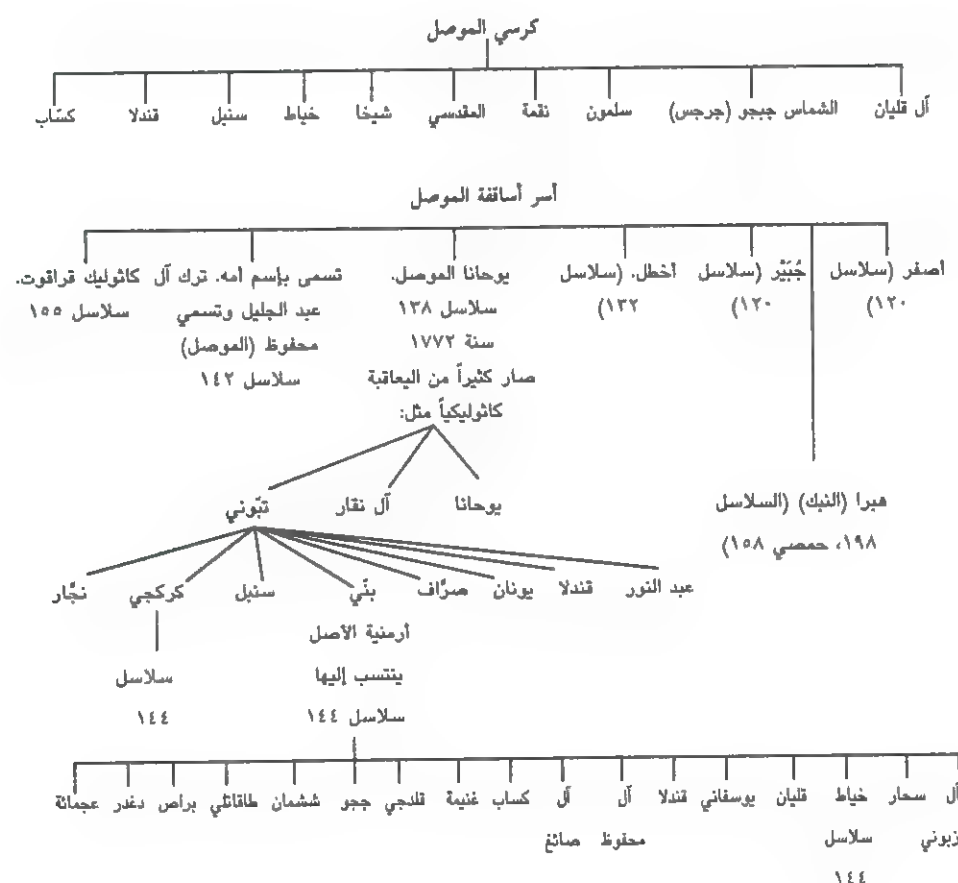 كرسي الموصل
آل قليان
الشماس جبجو (جرجس)
سلمون
نقمة
المقدسي
شيخا
خياط
سنبل
قندلا
كسّاب
أسر أساقفة الموصل
أصفر (سلاسل
١٢٠)
جُبَيْر (سلاسل
١٢٠)
أخطل. (سلاسل
١٣٢)
يوحانا الموصل.
سلاسل ١٣٨
سنة ١٧٧٢
صار كثيراً من اليعاقبة
كاثوليكياً مثل:
تسمى بإسم أمه. ترك آل
عبد الجليل وتسمي
محفوظ (الموصل)
سلاسل ١٤٢
كاثوليك قراقوت.
سلاسل ١٥٥
هبرا (النبك) (السلاسل
١٩٨، حمصي ١٥٨)
يوحانا
آل نقار
تبّوني
عبد النور
قندلا
يونان
صرَّاف
بنّي
سنبل
كركجي
نجَّار
أرمنية الأصل
ينتسب إليها
سلاسل ١٤٤
سلاسل
١٤٤
آل
زبوني
سحار
خياط
سلاسل
١٤٤
قليان
يوسفاني
قندلا
آل
محفوظ
آل
صائغ
كساب
غنيمة
قلدجي
ججو
ششمان
طاقاتلي
براص
دغدر
عجمائة